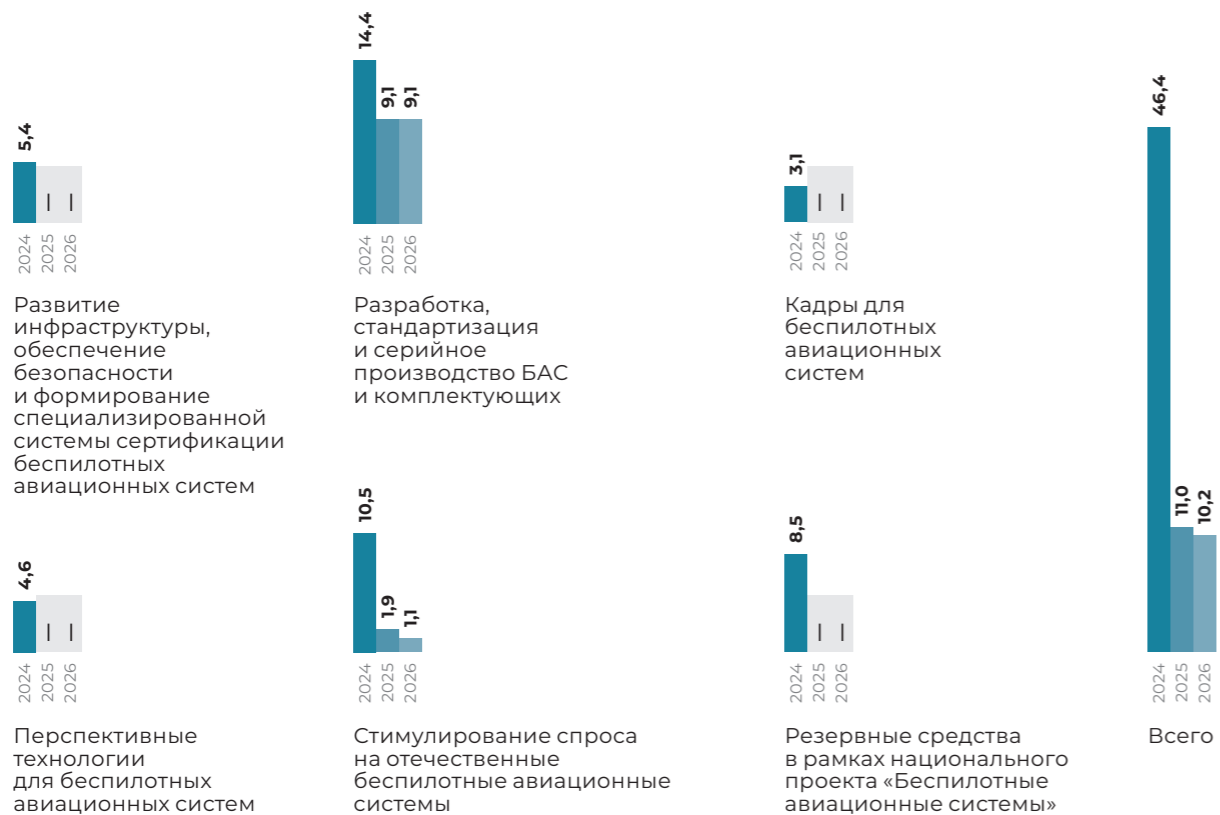 5,4
— —
2024
2025
2026
Развитие
инфраструктуры,
обеспечение
безопасности
и формирование
специализированной
системы сертификации
беспилотных
авиационных систем
14,4
9,1
9,1
2024
2025
2026
Разработка,
стандартизация
и серийное
производство БАС
и комплектующих
3,1
— —
2024
2025
2026
Кадры для
беспилотных
авиационных
систем
4,6
— —
2024
2025
2026
Перспективные
технологии
для беспилотных
авиационных систем
10,5
1,9
1,1
2024
2025
2026
Стимулирование спроса
на отечественные
беспилотные авиационные
системы
8,5
— —
2024
2025
2026
Резервные средства
в рамках национального
проекта «Беспилотные
авиационные системы»
46,4
11,0
10,2
2024
2025
2026
Всего